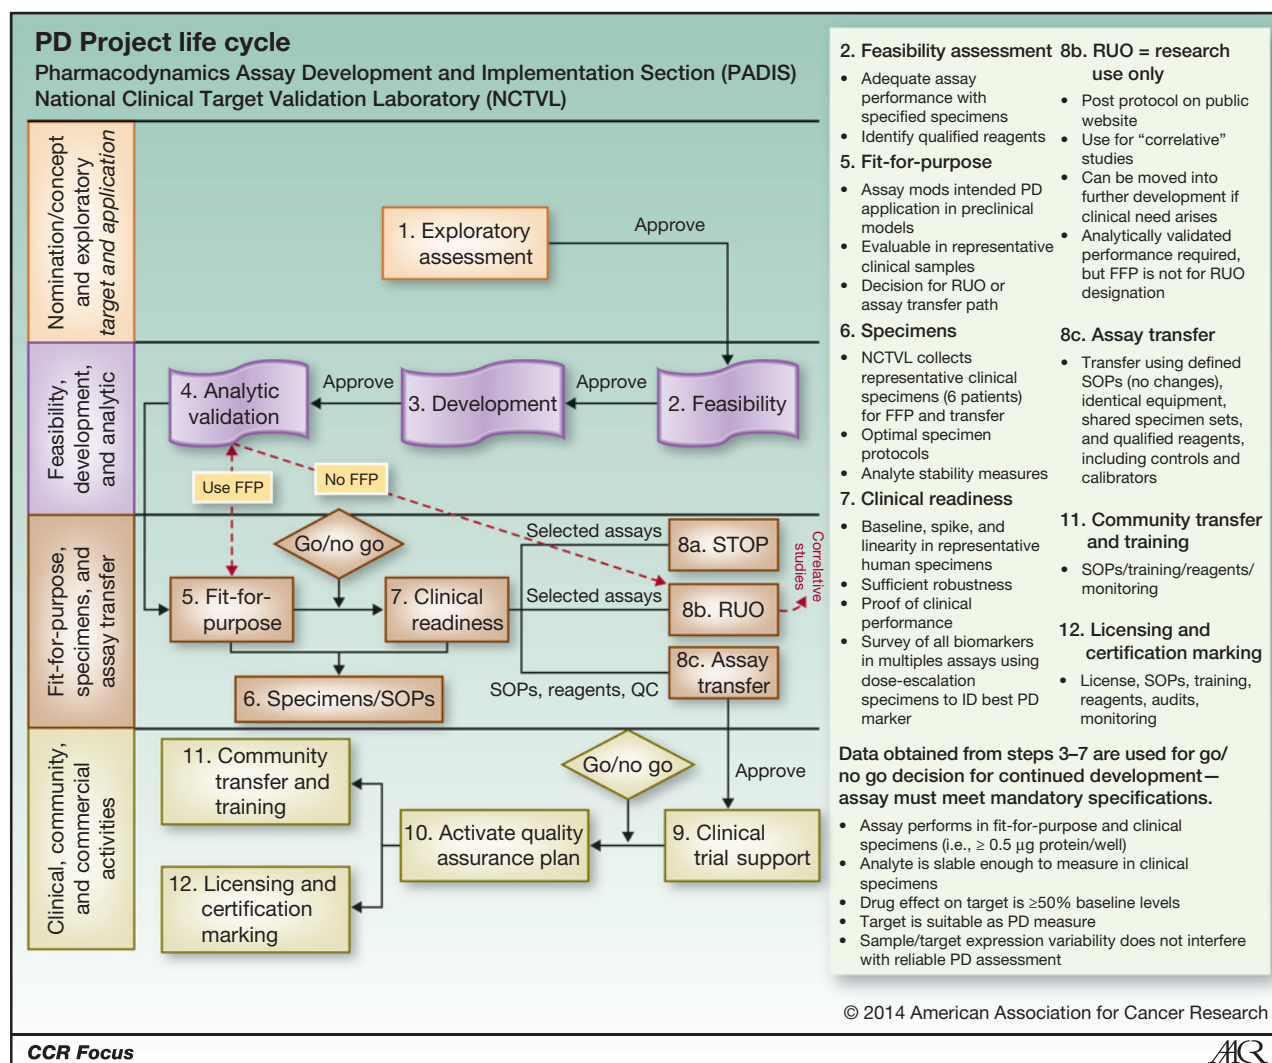 PD Project life cycle
Pharmacodynamics Assay Development and Implementation Section (PADIS)
National Clinical Target Validation Laboratory (NCTVL)
Nomination/concept
and exploratory
target and application
1. Exploratory
assessment
Approve
Feasibility,
development,
and analytic
4. Analytic
validation
Approve
3. Development
Approve
2. Feasibility
Use FFP
No FFP
Fit-for-purpose,
specimens, and
assay transfer
Go/no go
5. Fit-for-
purpose
7. Clinical
readiness
6. Specimens/SOPs
Selected assays
8a. STOP
Selected assays
8b. RUO
Correlative
studies
8c. Assay
transfer
SOPs, reagents, QC
Clinical, community,
and commercial
activities
11. Community
transfer and
training
12. Licensing and
certification
marking
10. Activate quality
assurance plan
Go/no go
Approve
9. Clinical
trial support
2. Feasibility assessment
• Adequate assay
performance with
specified specimens
• Identify qualified reagents
5. Fit-for-purpose
• Assay mods intended PD
application in preclinical
models
• Evaluable in representative
clinical samples
• Decision for RUO or
assay transfer path
6. Specimens
• NCTVL collects
representative clinical
specimens (6 patients)
for FFP and transfer
• Optimal specimen
protocols
• Analyte stability measures
7. Clinical readiness
• Baseline, spike, and
linearity in representative
human specimens
• Sufficient robustness
• Proof of clinical
performance
• Survey of all biomarkers
in multiples assays using
dose-escalation
specimens to ID best PD
marker
8b. RUO = research
use only
• Post protocol on public
website
• Use for “correlative”
studies
• Can be moved into
further development if
clinical need arises
• Analytically validated
performance required,
but FFP is not for RUO
designation
8c. Assay transfer
• Transfer using defined
SOPs (no changes),
identical equipment,
shared specimen sets,
and qualified reagents,
including controls and
calibrators
11. Community transfer
and training
• SOPs/training/reagents/
monitoring
12. Licensing and
certification marking
• License, SOPs, training,
reagents, audits,
monitoring
Data obtained from steps 3–7 are used for go/
no go decision for continued development—
assay must meet mandatory specifications.
• Assay performs in fit-for-purpose and clinical
specimens (i.e., ≥ 0.5 µg protein/well)
• Analyte is slable enough to measure in clinical
specimens
• Drug effect on target is ≥50% baseline levels
• Target is suitable as PD measure
• Sample/target expression variability does not interfere
with reliable PD assessment
© 2014 American Association for Cancer Research
CCR Focus
AACR